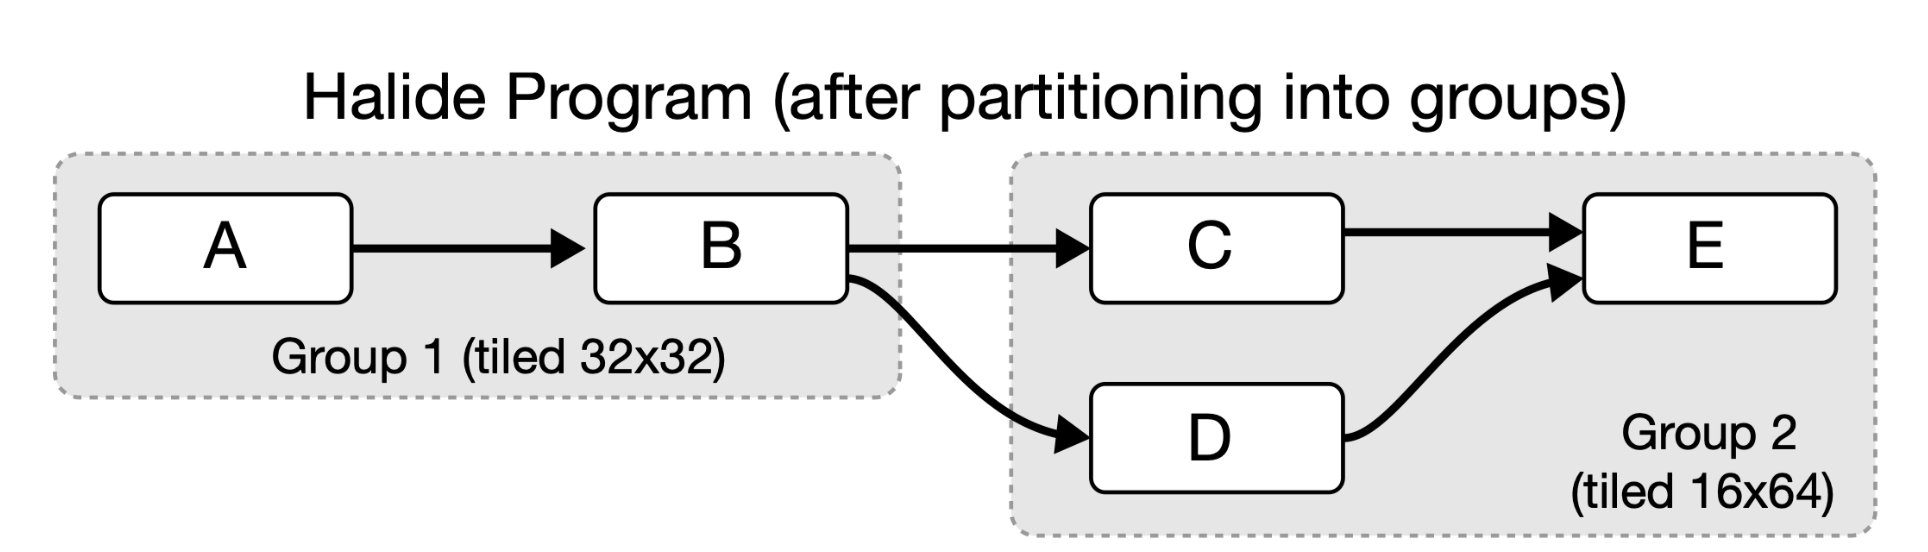 Halide Program (after partitioning into groups)
A
B
C
E
Group 1 (tiled 32x32)
D
Group 2
(tiled 16x64)